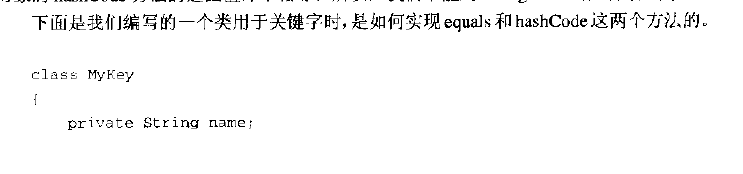 下面是我们编写的一个类用于关键字时，是如何实现equals和hashCode这两个方法的。
class MyKey
{
private String name;